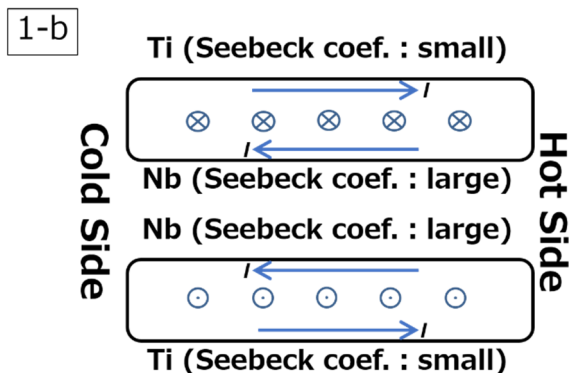 1-b
Ti (Seebeck coef. : small)
I
I
Nb (Seebeck coef. : large)
Cold Side
Hot Side
Nb (Seebeck coef. : large)
I
I
Ti (Seebeck coef. : small)